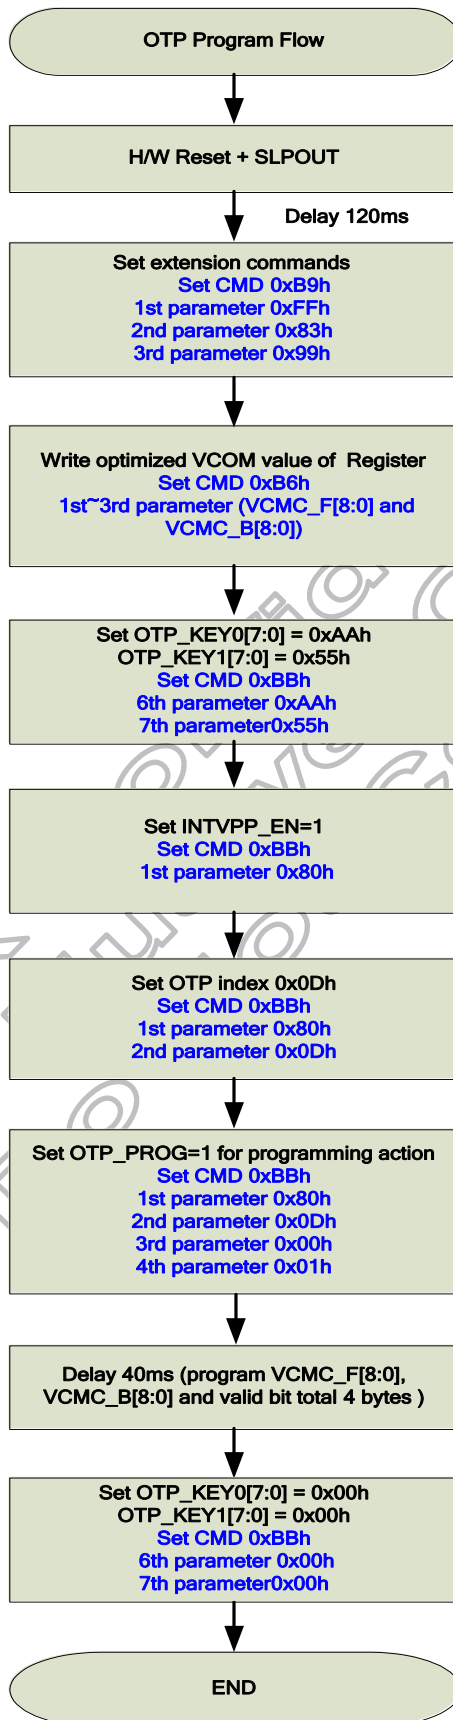 OTP Program Flow
H/W Reset + SLPOUT
Delay 120ms
Set extension commands
Set CMD 0xB9h
1st parameter 0xFFh
2nd parameter 0x83h
3rd parameter 0x99h
Write optimized VCOM value of Register
Set CMD 0xB6h
1st~3rd parameter (VCMC_F[8:0] and
VCMC_B[8:0])
Set OTP_KEY0[7:0] = 0xAAh
OTP_KEY1[7:0] = 0x55h
Set CMD 0xBBh
6th parameter 0xAAh
7th parameter0x55h
Set INTVPP_EN=1
Set CMD 0xBBh
1st parameter 0x80h
Set OTP index 0x0Dh
Set CMD 0xBBh
1st parameter 0x80h
2nd parameter 0x0Dh
Set OTP_PROG=1 for programming action
Set CMD 0xBBh
1st parameter 0x80h
2nd parameter 0x0Dh
3rd parameter 0x00h
4th parameter 0x01h
Delay 40ms (program VCMC_F[8:0],
VCMC_B[8:0] and valid bit total 4 bytes )
Set OTP_KEY0[7:0] = 0x00h
OTP_KEY1[7:0] = 0x00h
Set CMD 0xBBh
6th parameter 0x00h
7th parameter0x00h
END